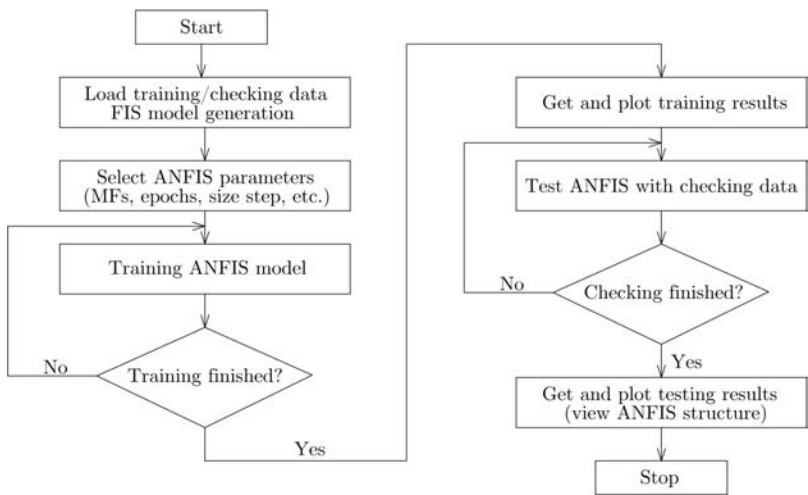 Start
Load training/checking data
FIS model generation
Select ANFIS parameters
(MFs, epochs, size step, etc.)
Training ANFIS model
No
Training finished?
Yes
Get and plot training results
Test ANFIS with checking data
No
Checking finished?
Yes
Get and plot testing results
(view ANFIS structure)
Stop